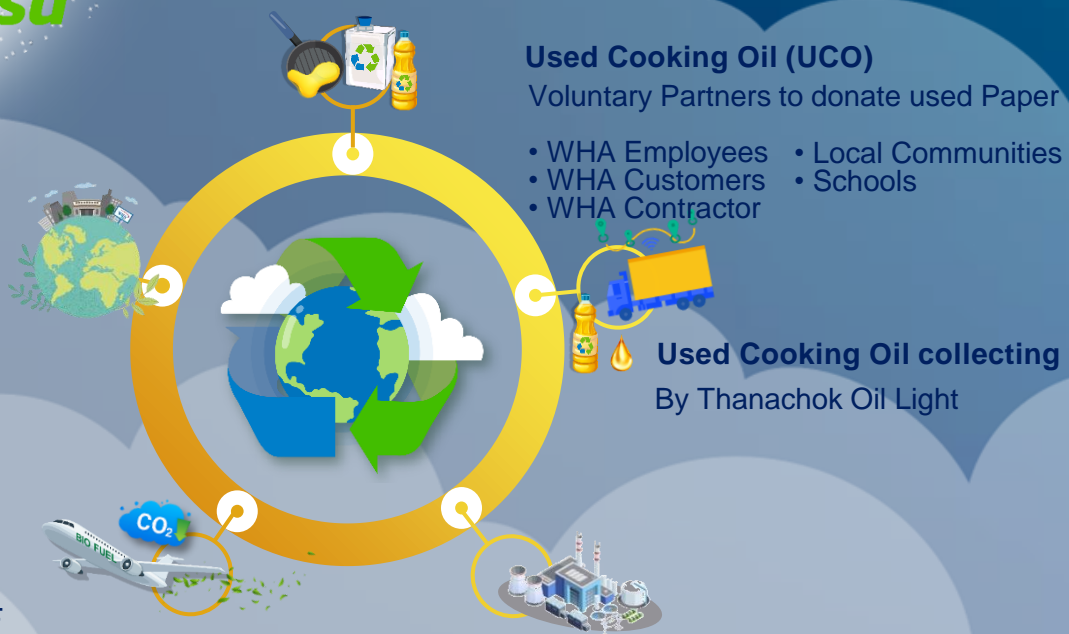 Used Cooking Oil (UCO)
Voluntary Partners to donate used Paper
• WHA Employees
• WHA Customers
• WHA Contractor
• Local Communities
• Schools
Used Cooking Oil collecting
By Thanachok Oil Light
CO₂
BIO FUEL